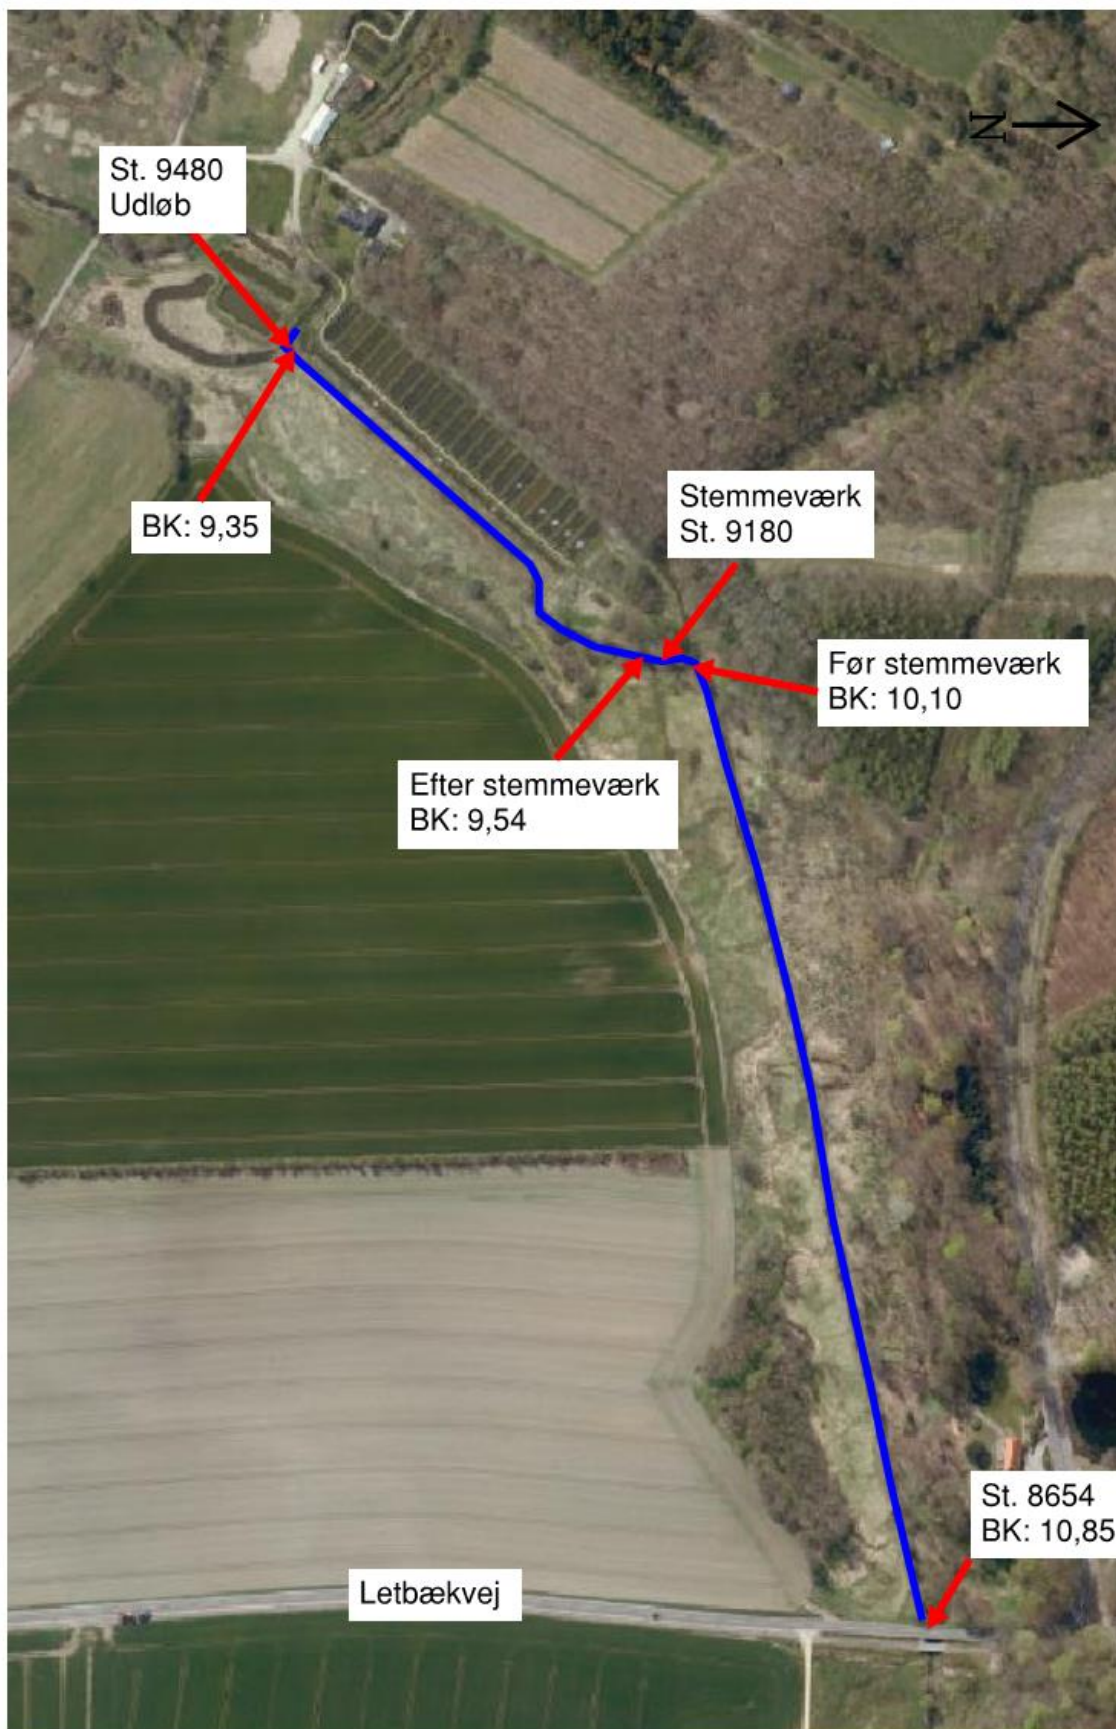 N
St. 9480
Udløb
BK: 9,35
Stemmeværk
St. 9180
Før stemmeværk
BK: 10,10
Efter stemmeværk
BK: 9,54
St. 8654
BK: 10,85
Letbækvej